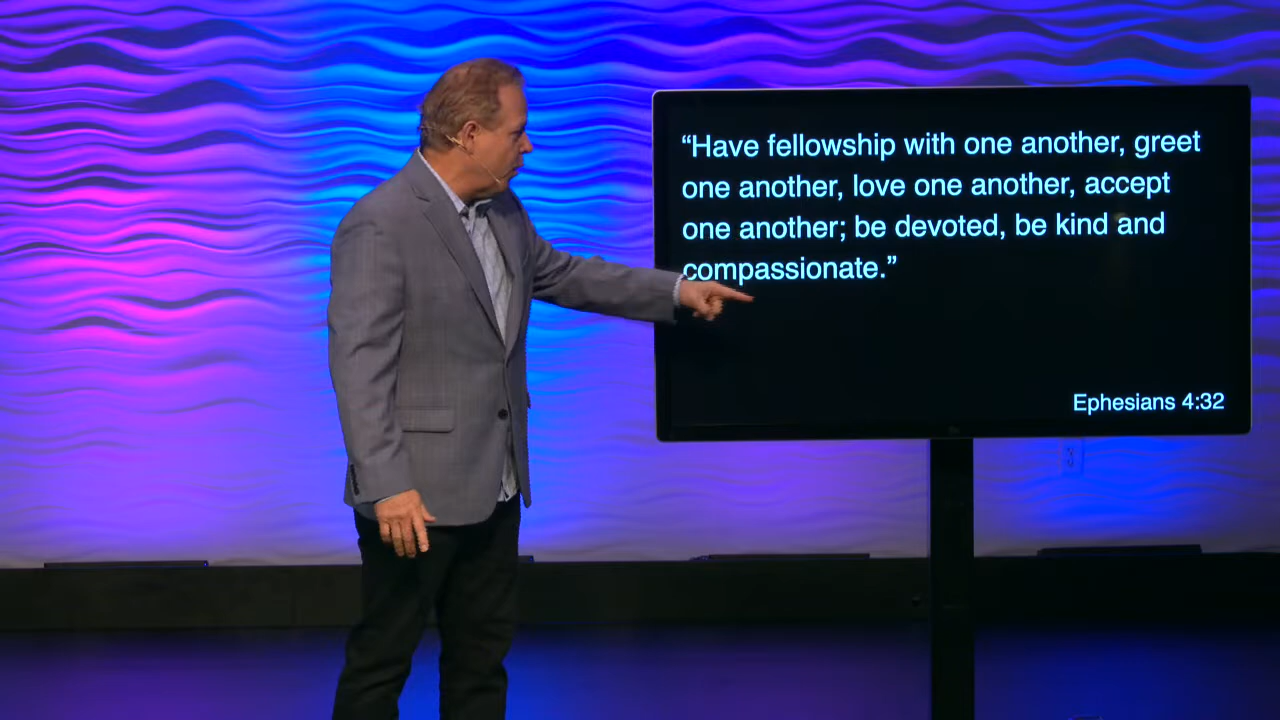 “Have fellowship with one another, greet
one another, love one another, accept
one another; be devoted, be kind and
compassionate.”
Ephesians 4:32